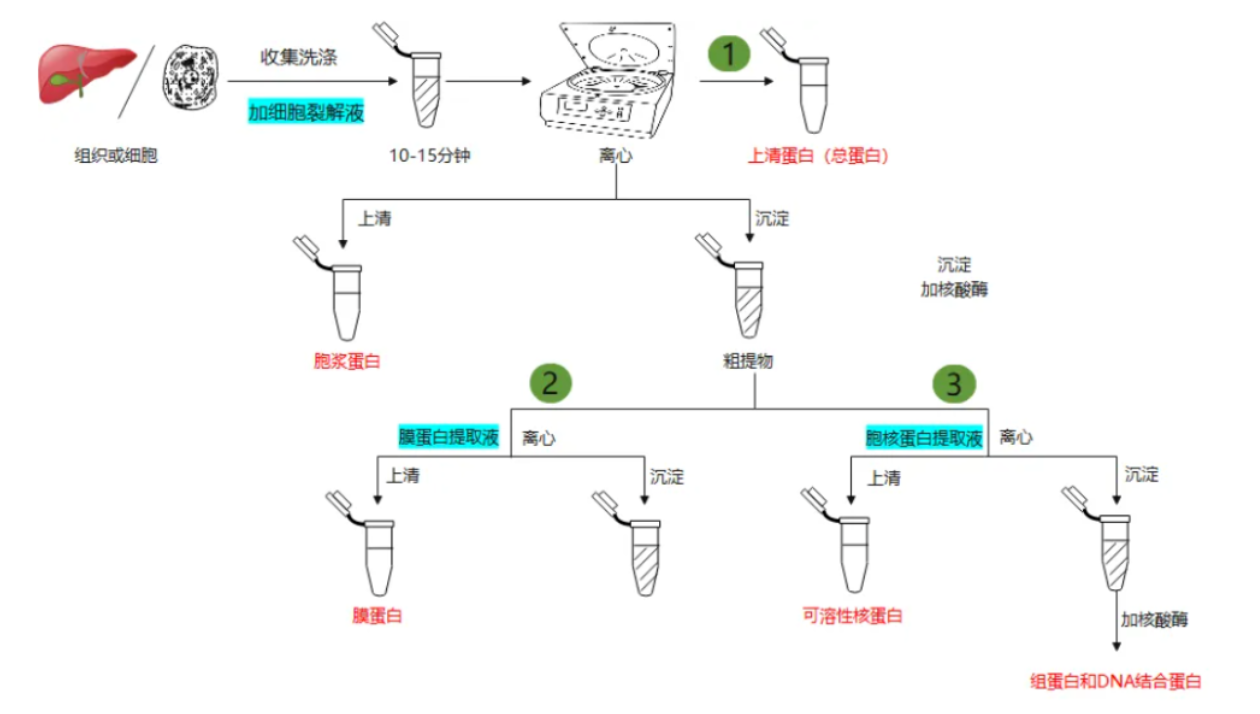 收集洗涤
1
加细胞裂解液
组织或细胞
10-15分钟
离心
上清蛋白（总蛋白）
上清
沉淀
沉淀
加核酸酶
胞浆蛋白
粗提物
2
3
膜蛋白提取液
离心
胞核蛋白提取液
离心
上清
沉淀
上清
沉淀
膜蛋白
可溶性核蛋白
加核酸酶
组蛋白和DNA结合蛋白